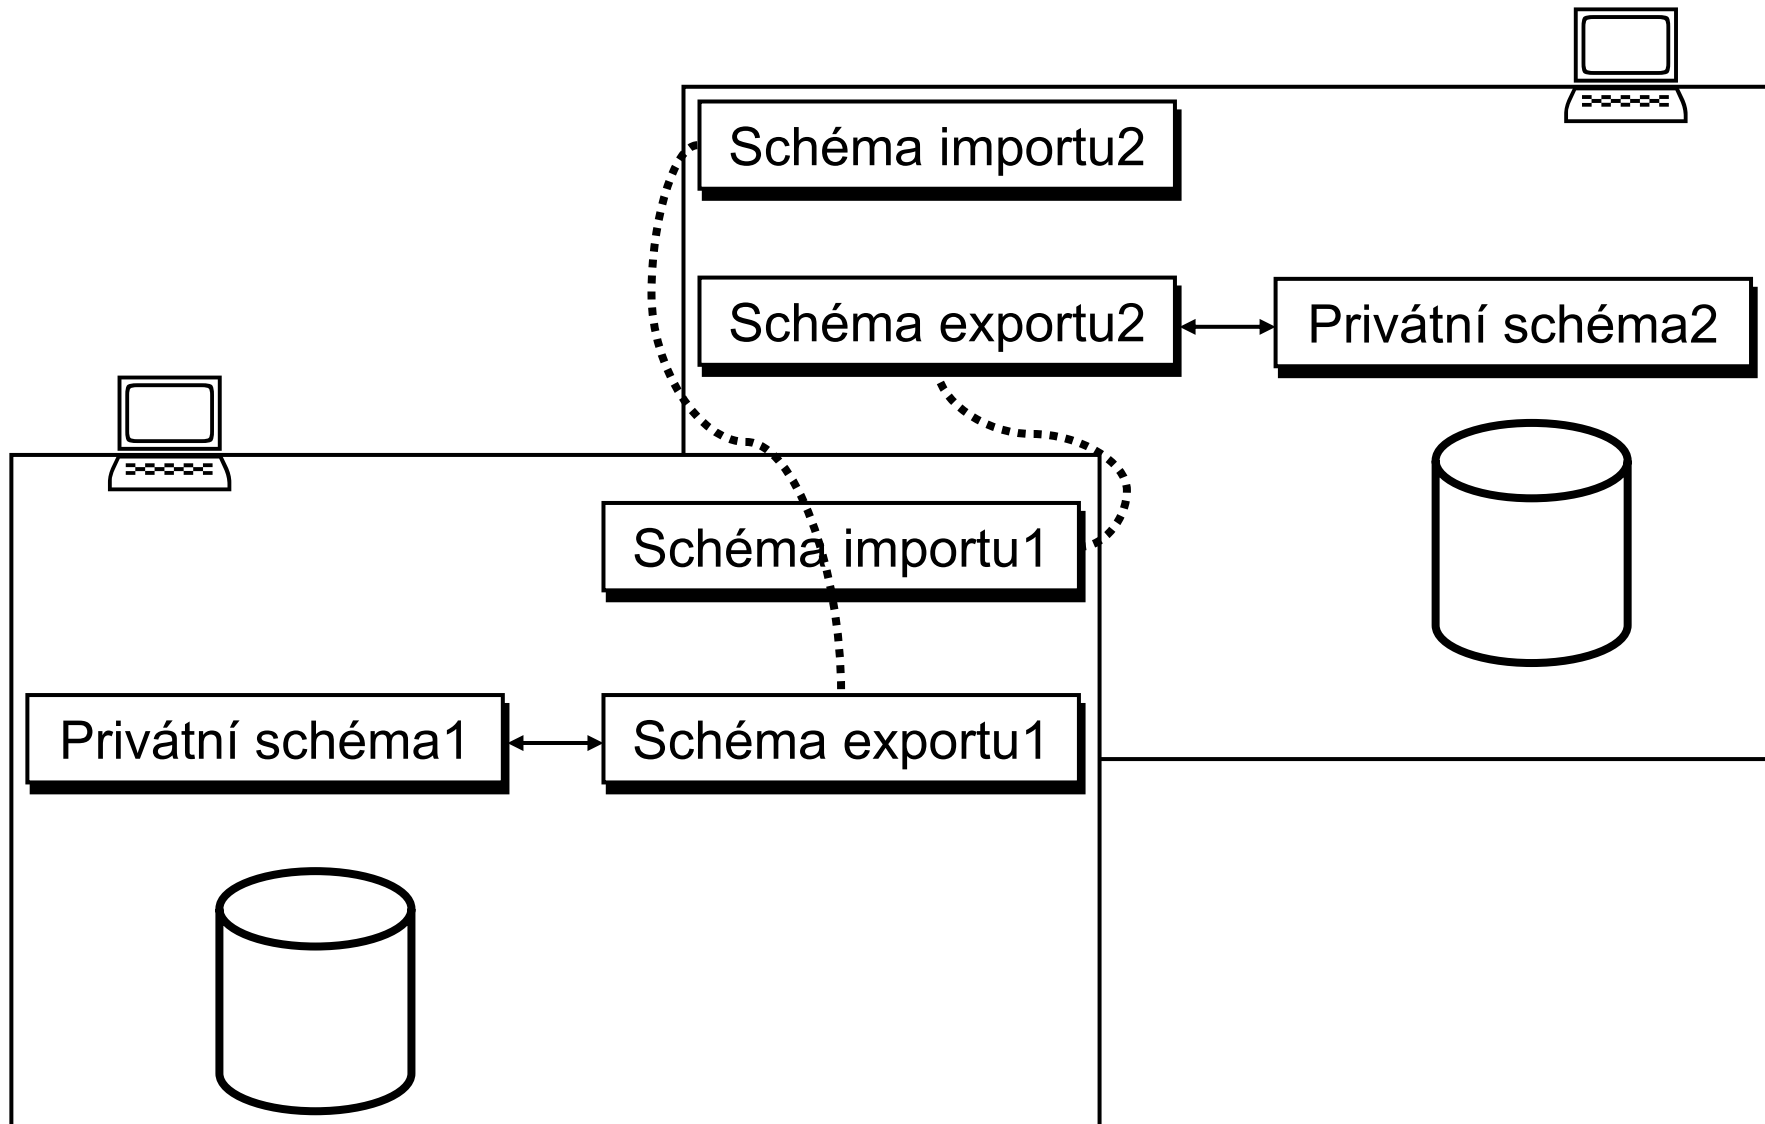 Schéma importu2
Schéma exportu2
Privátní schéma2
Schéma importu1
Privátní schéma1
Schéma exportu1